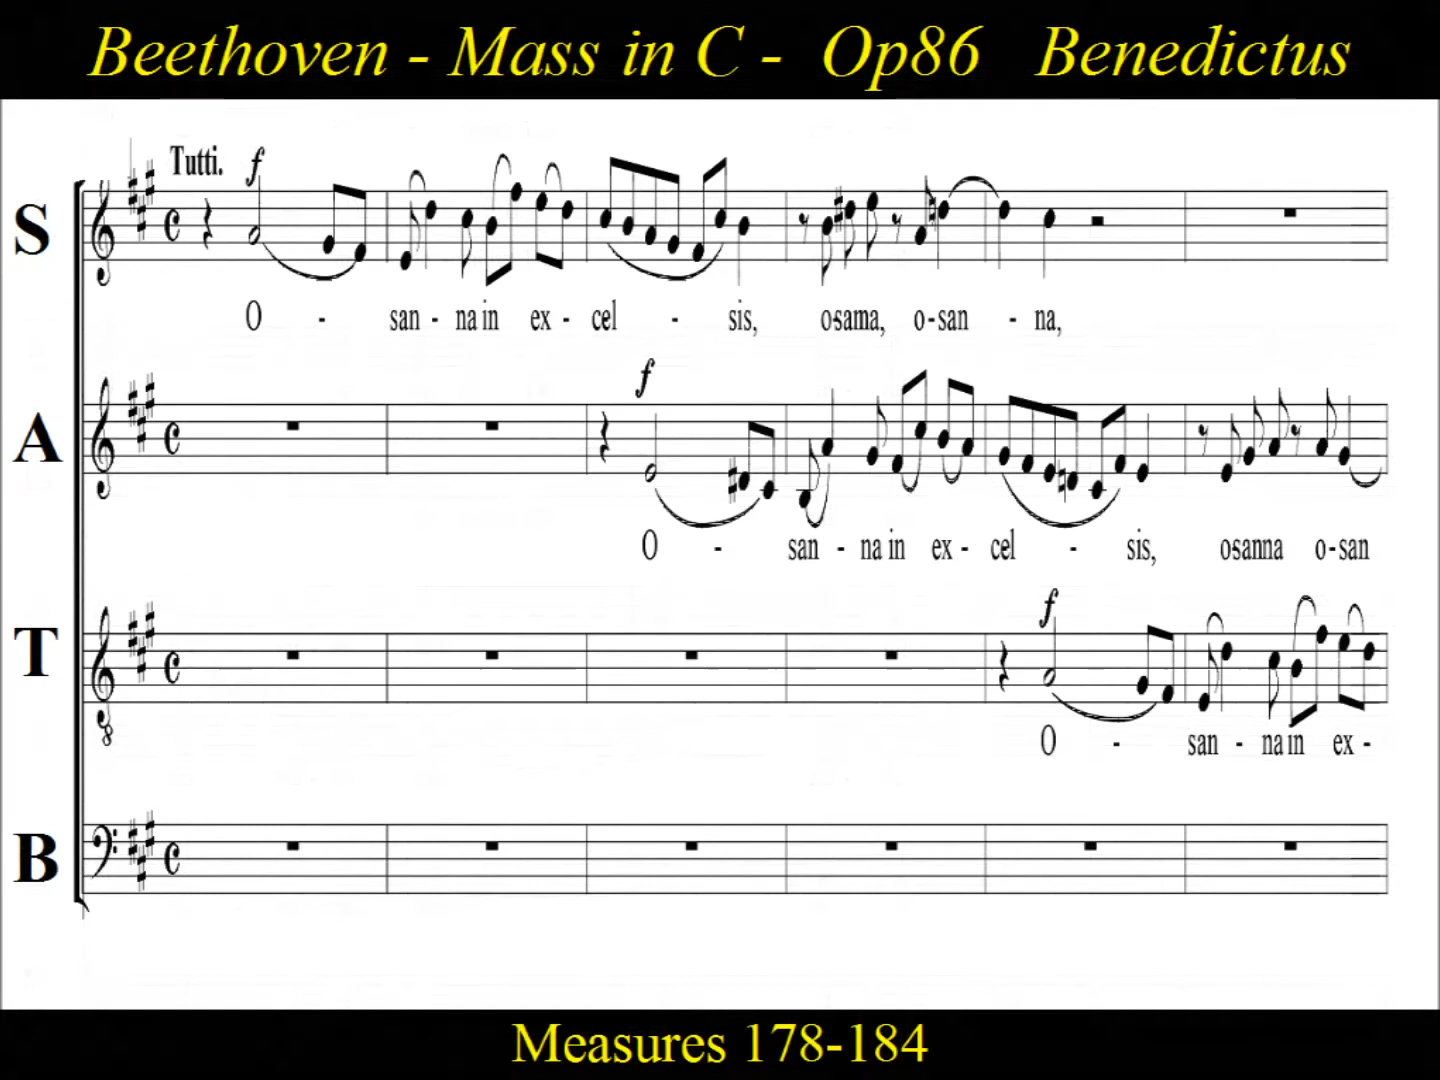 Beethoven - Mass in C - Op86 Benedictus
Tutti. f
S
O - san - na in ex - cel - sis, osama, o-san - na,
f
A
O - san - na in ex - cel - sis, osanna o-san
f
T
8
O - san - na in ex -
B
Measures 178-184